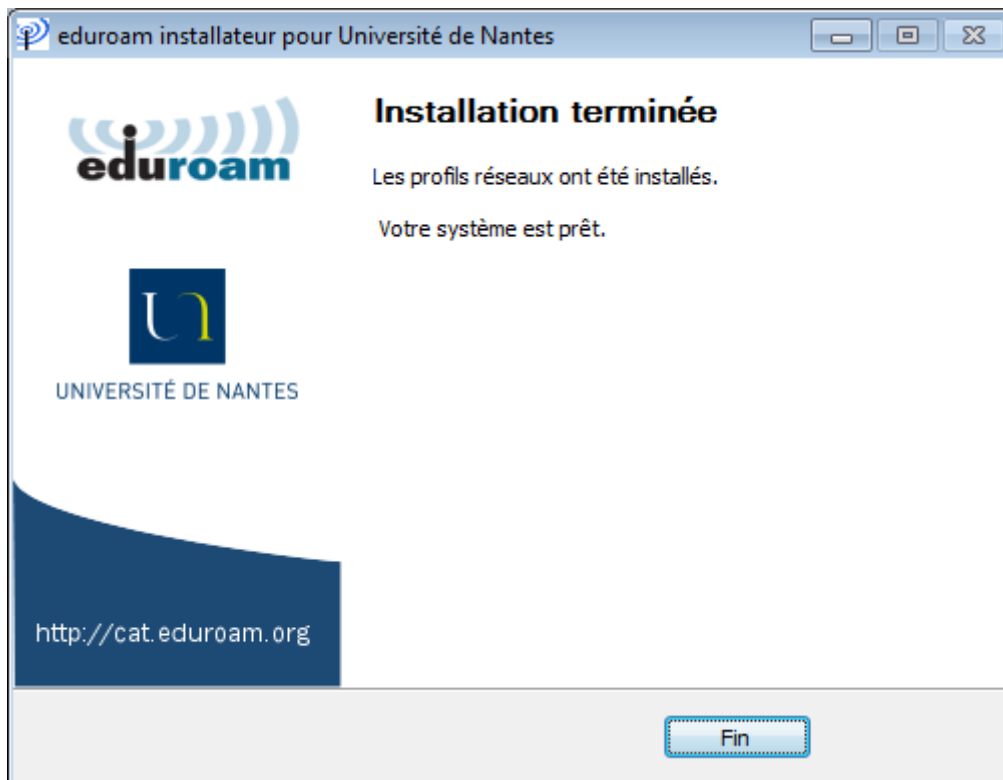 eduroam installateur pour Université de Nantes
eduroam
Installation terminée
Les profils réseaux ont été installés.
Votre système est prêt.
UNIVERSITÉ DE NANTES
http://cat.eduroam.org
Fin